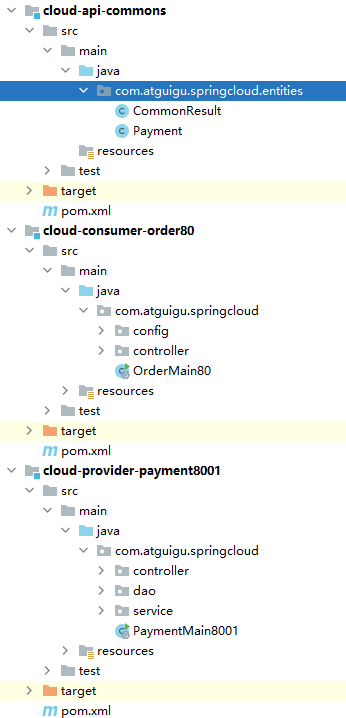 cloud-api-commons
src
main
java
com.atguigu.springcloud.entities
CommonResult
Payment
resources
test
target
pom.xml
cloud-consumer-order80
src
main
java
com.atguigu.springcloud
config
controller
OrderMain80
resources
test
target
pom.xml
cloud-provider-payment8001
src
main
java
com.atguigu.springcloud
controller
dao
service
PaymentMain8001
resources
test
target
pom.xml